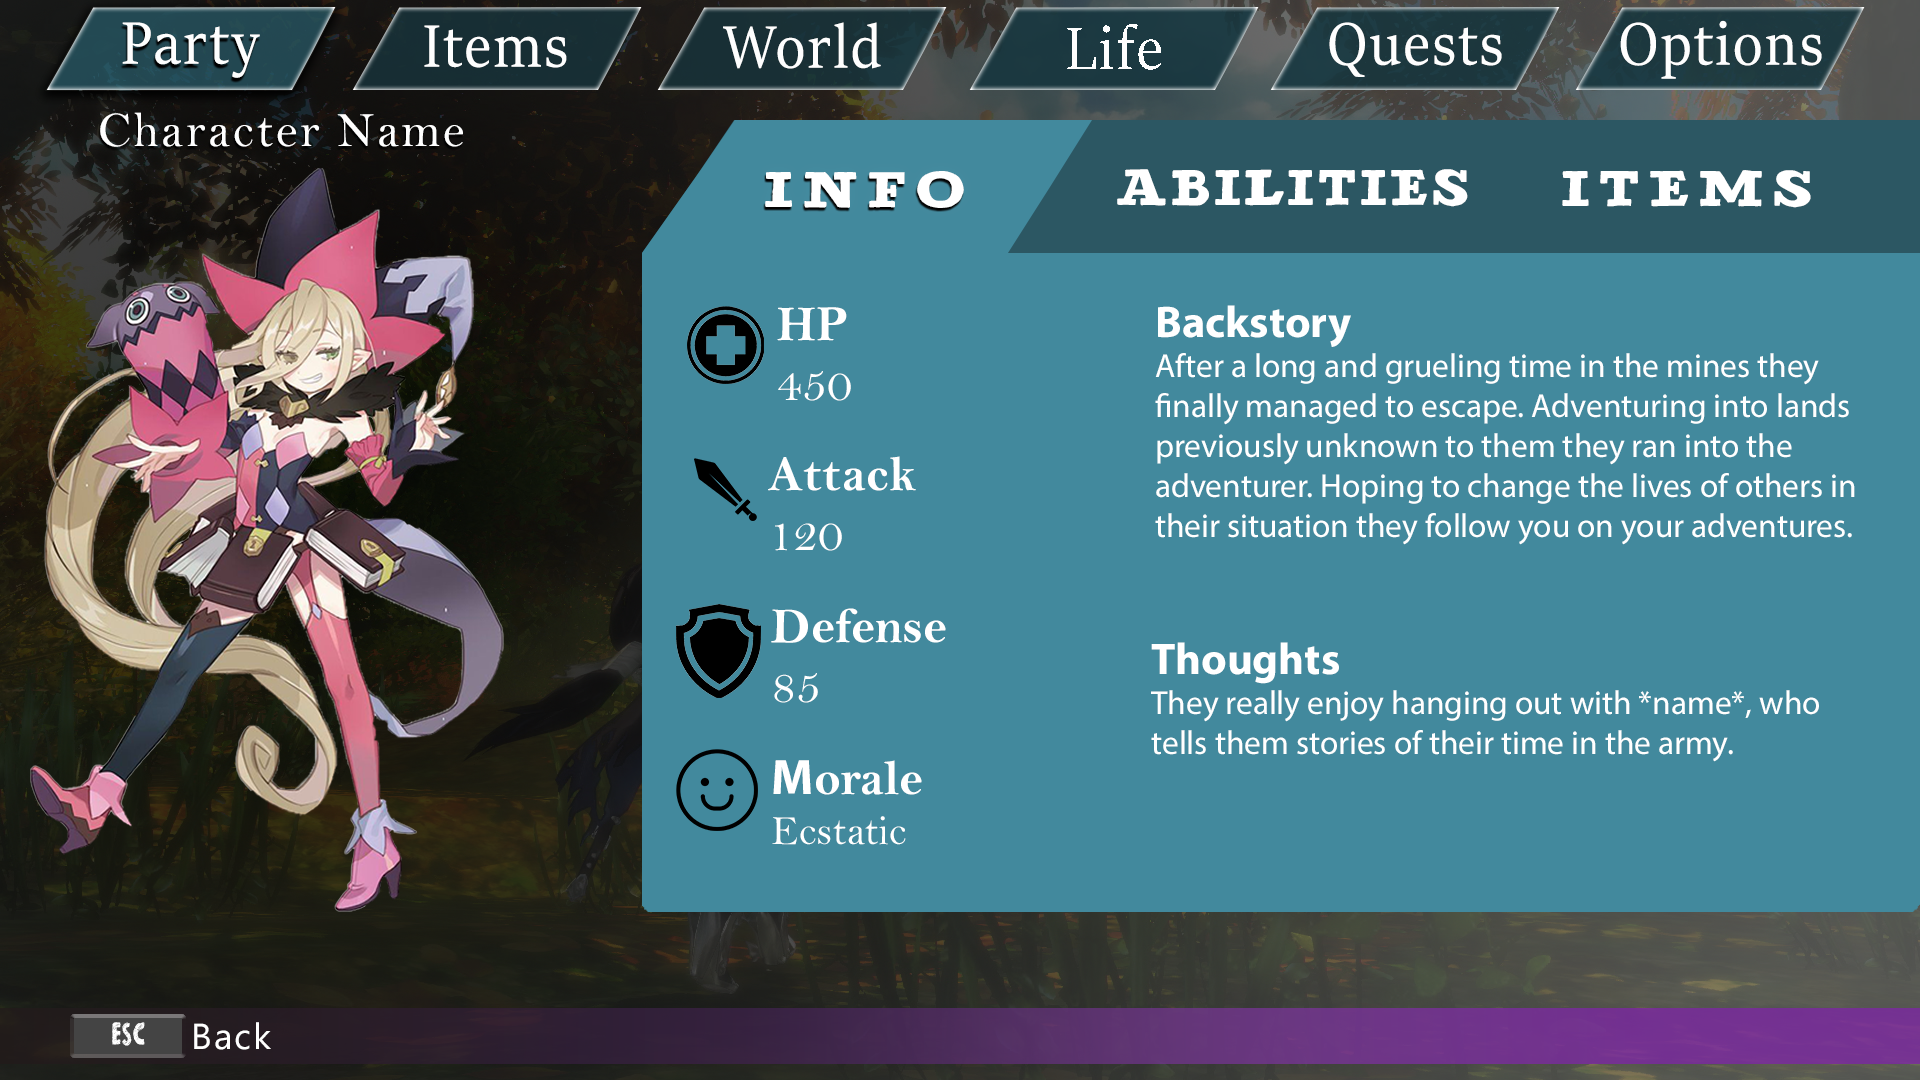 Party
Items
World
Life
Quests
Options
Character Name
INFO
ABILITIES
ITEMS
HP
450
Attack
120
Defense
85
Morale
Ecstatic
Backstory
After a long and grueling time in the mines they
finally managed to escape. Adventuring into lands
previously unknown to them they ran into the
adventurer. Hoping to change the lives of others in
their situation they follow you on your adventures.
Thoughts
They really enjoy hanging out with *name*, who
tells them stories of their time in the army.
ESC Back